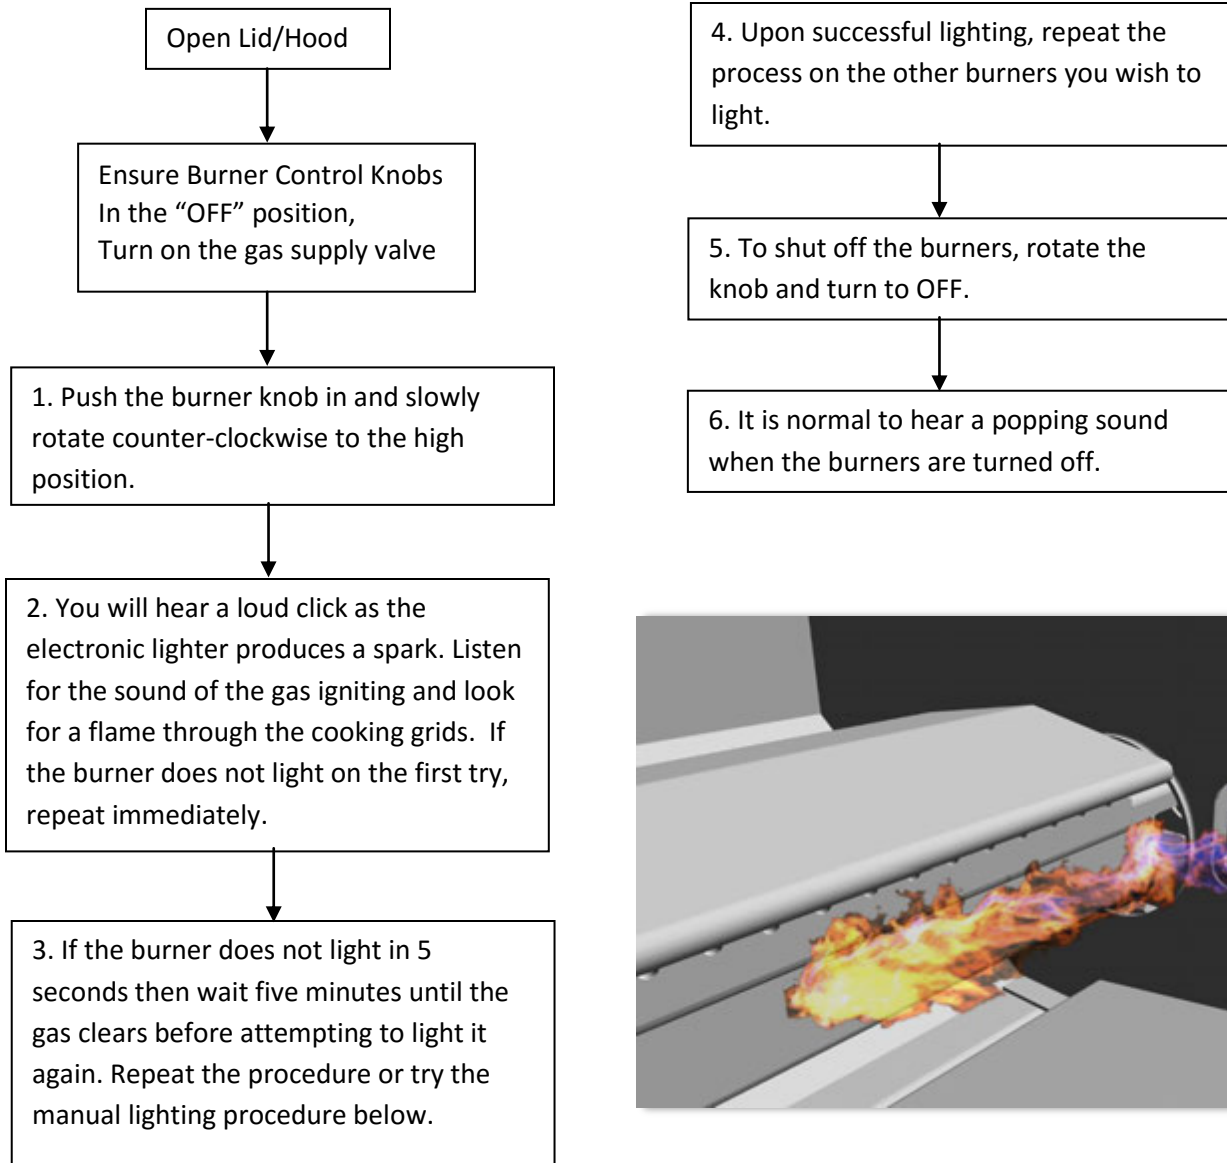 Open Lid/Hood
Ensure Burner Control Knobs
In the “OFF” position,
Turn on the gas supply valve
1. Push the burner knob in and slowly
rotate counter-clockwise to the high
position.
2. You will hear a loud click as the
electronic lighter produces a spark. Listen
for the sound of the gas igniting and look
for a flame through the cooking grids.  If
the burner does not light on the first try,
repeat immediately.
3. If the burner does not light in 5
seconds then wait five minutes until the
gas clears before attempting to light it
again. Repeat the procedure or try the
manual lighting procedure below.
4. Upon successful lighting, repeat the
process on the other burners you wish to
light.
5. To shut off the burners, rotate the
knob and turn to OFF.
6. It is normal to hear a popping sound
when the burners are turned off.